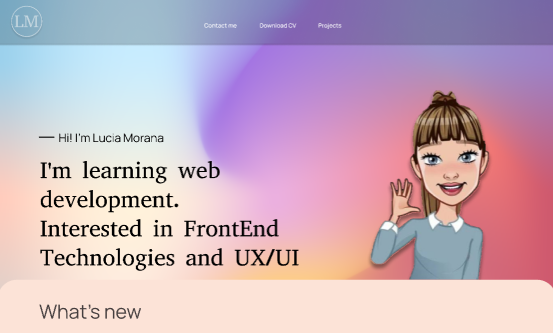 LM
Contact me Download CV Projects
Hi! I'm Lucia Morana
I'm learning web
development.
Interested in FrontEnd
Technologies and UX/UI
What's new